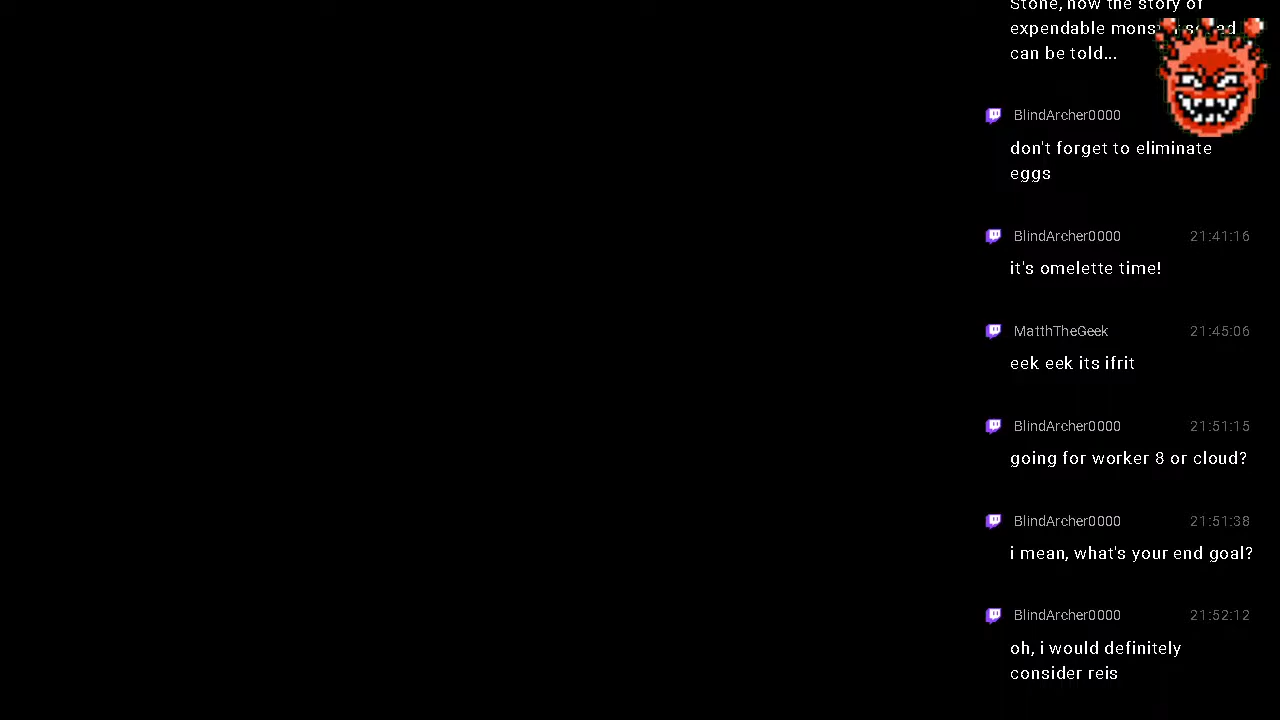 Stone, now the story of
expendable monster squad
can be told...
BlindArcher0000
don't forget to eliminate
eggs
BlindArcher0000 21:41:16
it's omelette time!
MatthTheGeek 21:45:06
eek eek its ifrit
BlindArcher0000 21:51:15
going for worker 8 or cloud?
BlindArcher0000 21:51:38
i mean, what's your end goal?
BlindArcher0000 21:52:12
oh, i would definitely
consider reis